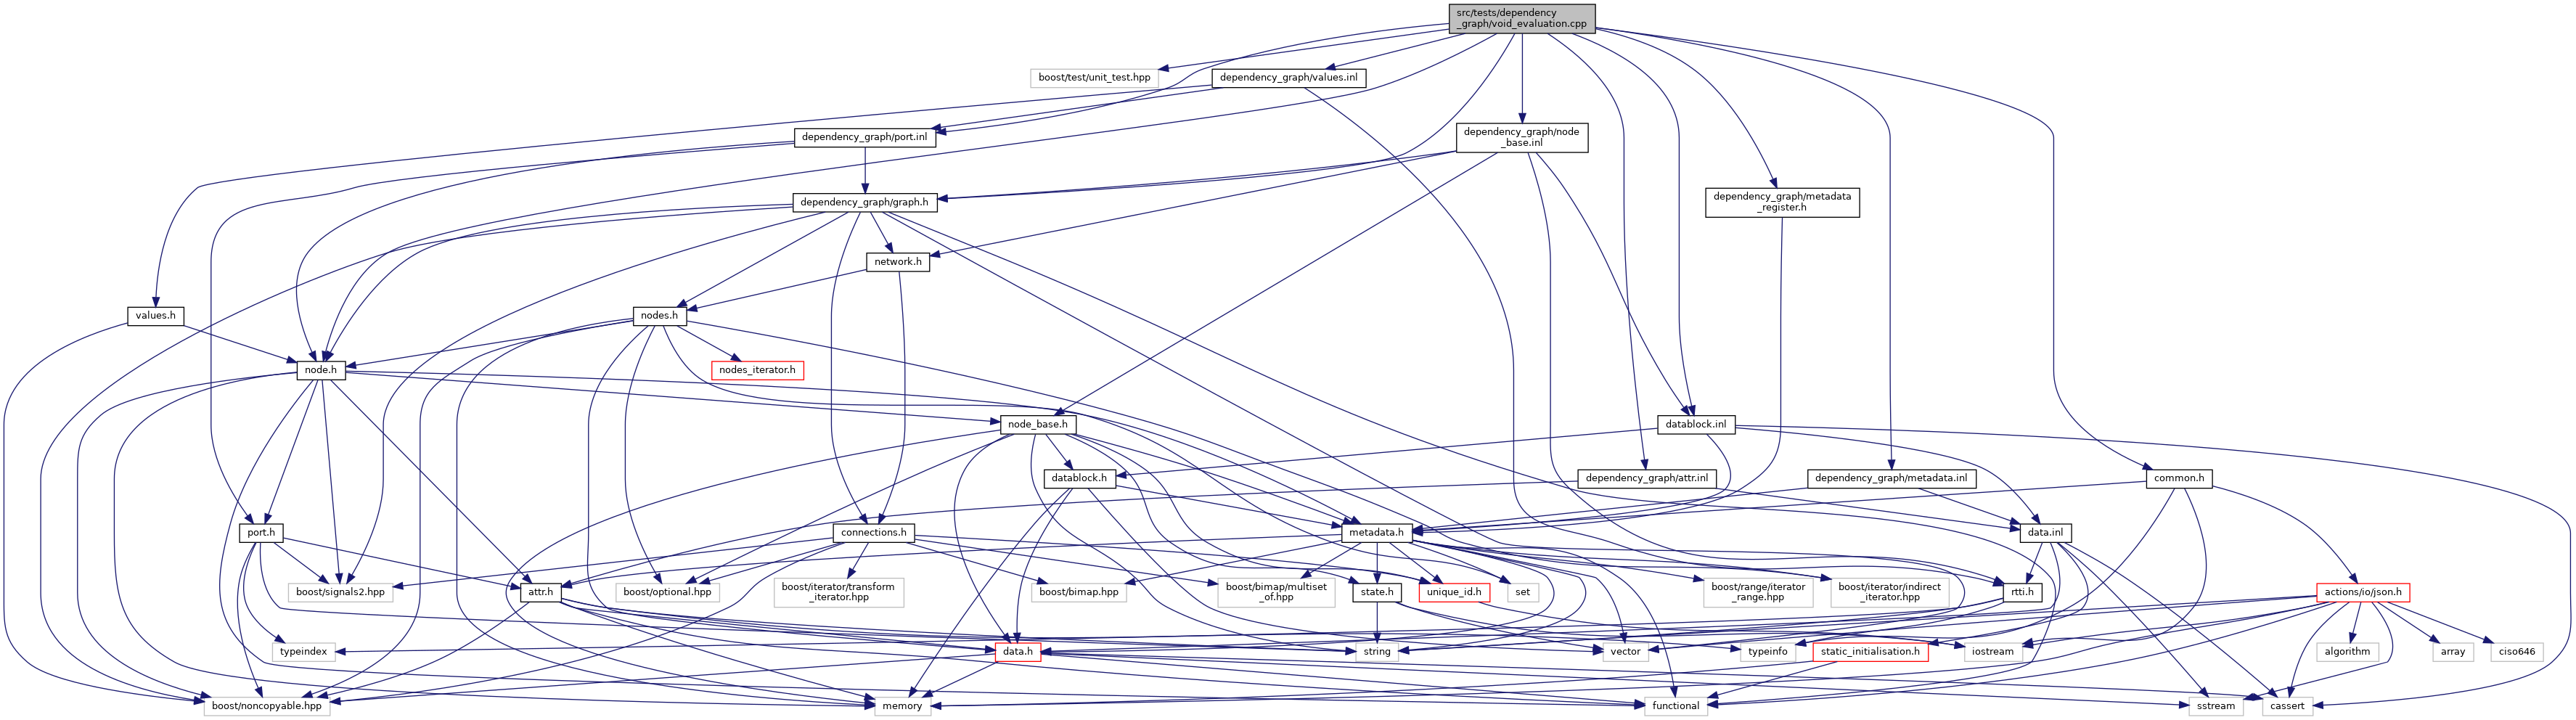 src/tests/dependency
_graph/void_evaluation.cpp
boost/test/unit_test.hpp
dependency_graph/values.inl
dependency_graph/port.inl
dependency_graph/node
_base.inl
dependency_graph/graph.h
dependency_graph/metadata
_register.h
network.h
values.h
nodes.h
node.h
nodes_iterator.h
node_base.h
datablock.inl
datablock.h
dependency_graph/attr.inl
dependency_graph/metadata.inl
common.h
port.h
connections.h
metadata.h
data.inl
boost/signals2.hpp
attr.h
boost/optional.hpp
boost/iterator/transform
_iterator.hpp
boost/bimap.hpp
boost/bimap/multiset
_of.hpp
state.h
unique_id.h
set
boost/range/iterator
_range.hpp
boost/iterator/indirect
_iterator.hpp
rtti.h
actions/io/json.h
typeindex
data.h
string
vector
typeinfo
static_initialisation.h
iostream
algorithm
array
ciso646
boost/noncopyable.hpp
memory
functional
sstream
cassert